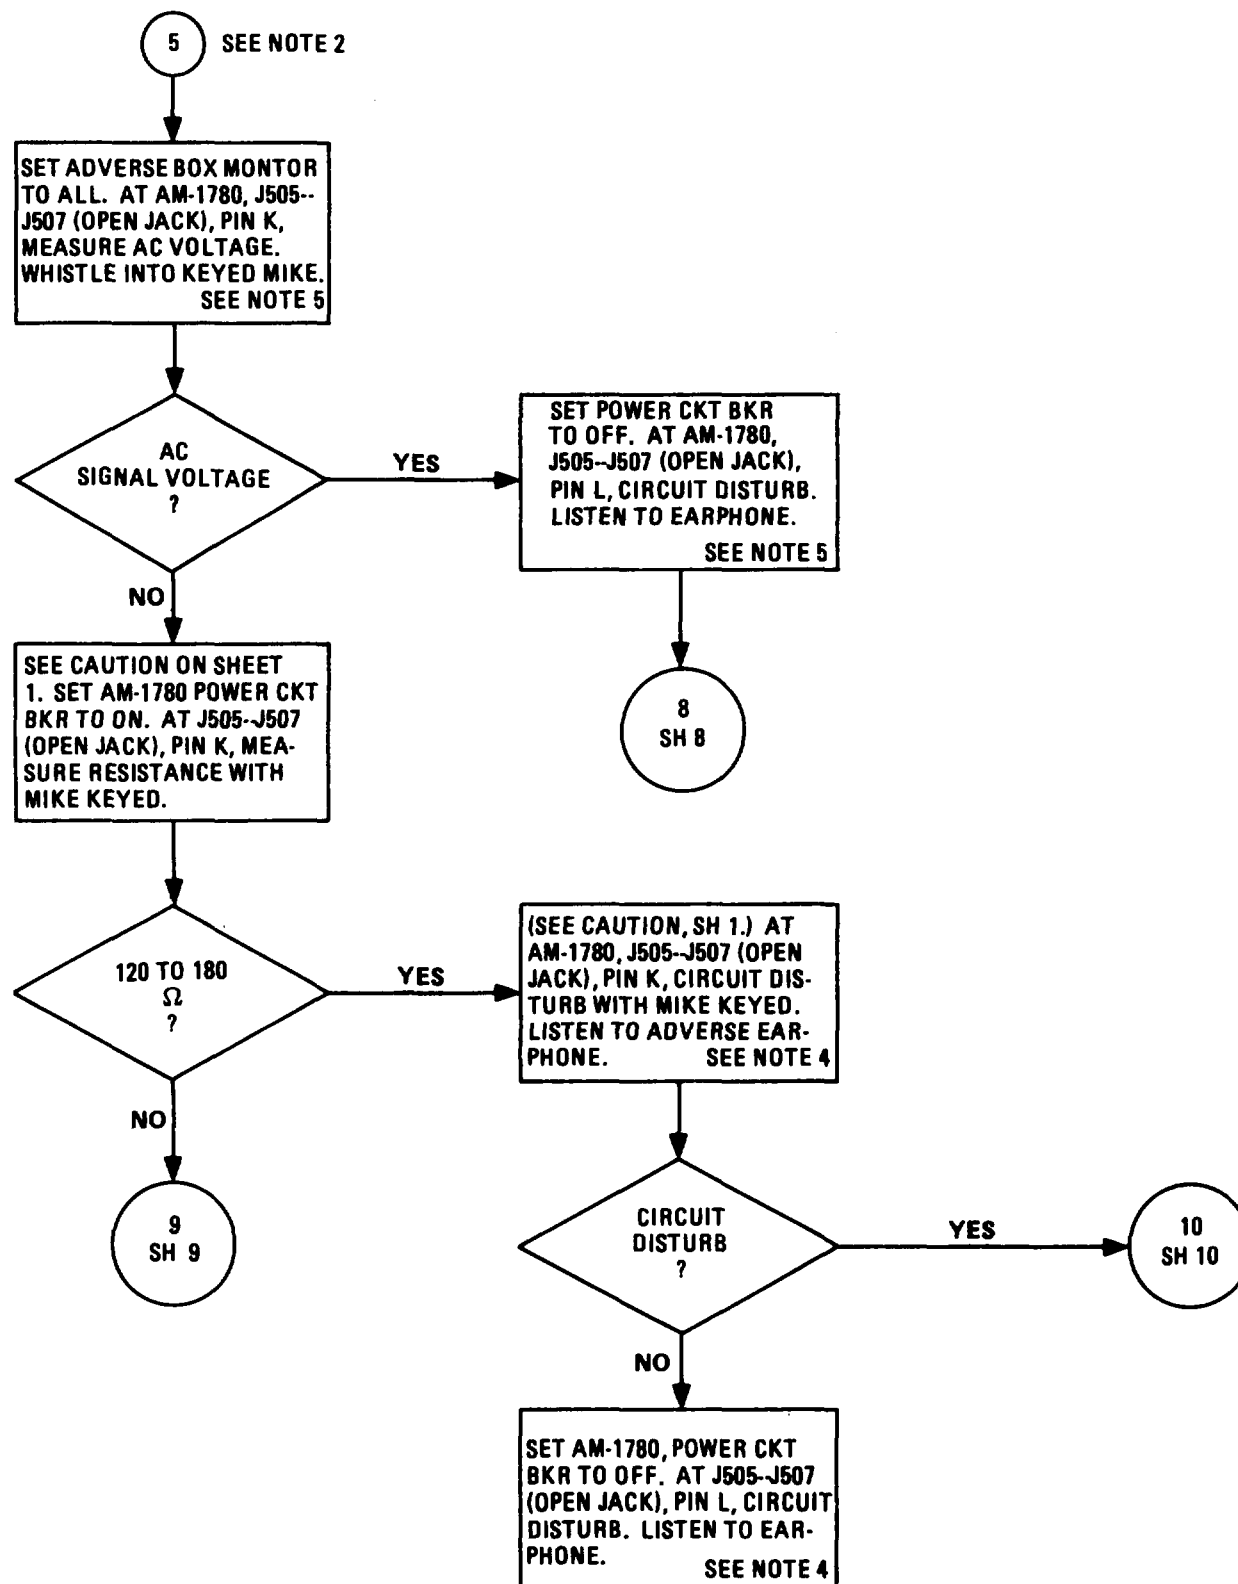 5
SEE NOTE 2
SET ADVERSE BOX MONTOR
TO ALL. AT AM-1780, J505--
J507 (OPEN JACK), PIN K,
MEASURE AC VOLTAGE.
WHISTLE INTO KEYED MIKE.
SEE NOTE 5
AC
SIGNAL VOLTAGE
?
YES
SET POWER CKT BKR
TO OFF. AT AM-1780,
J505--J507 (OPEN JACK),
PIN L, CIRCUIT DISTURB.
LISTEN TO EARPHONE.
SEE NOTE 5
NO
8
SH 8
SEE CAUTION ON SHEET
1. SET AM-1780 POWER CKT
BKR TO ON. AT J505--J507
(OPEN JACK), PIN K, MEA-
SURE RESISTANCE WITH
MIKE KEYED.
120 TO 180
Ω
?
YES
(SEE CAUTION, SH 1.) AT
AM-1780, J505--J507 (OPEN
JACK), PIN K, CIRCUIT DIS-
TURB WITH MIKE KEYED.
LISTEN TO ADVERSE EAR-
PHONE. SEE NOTE 4
NO
9
SH 9
CIRCUIT
DISTURB
?
YES
10
SH 10
NO
SET AM-1780, POWER CKT
BKR TO OFF. AT J505--J507
(OPEN JACK), PIN L, CIRCUIT
DISTURB. LISTEN TO EAR-
PHONE. SEE NOTE 4